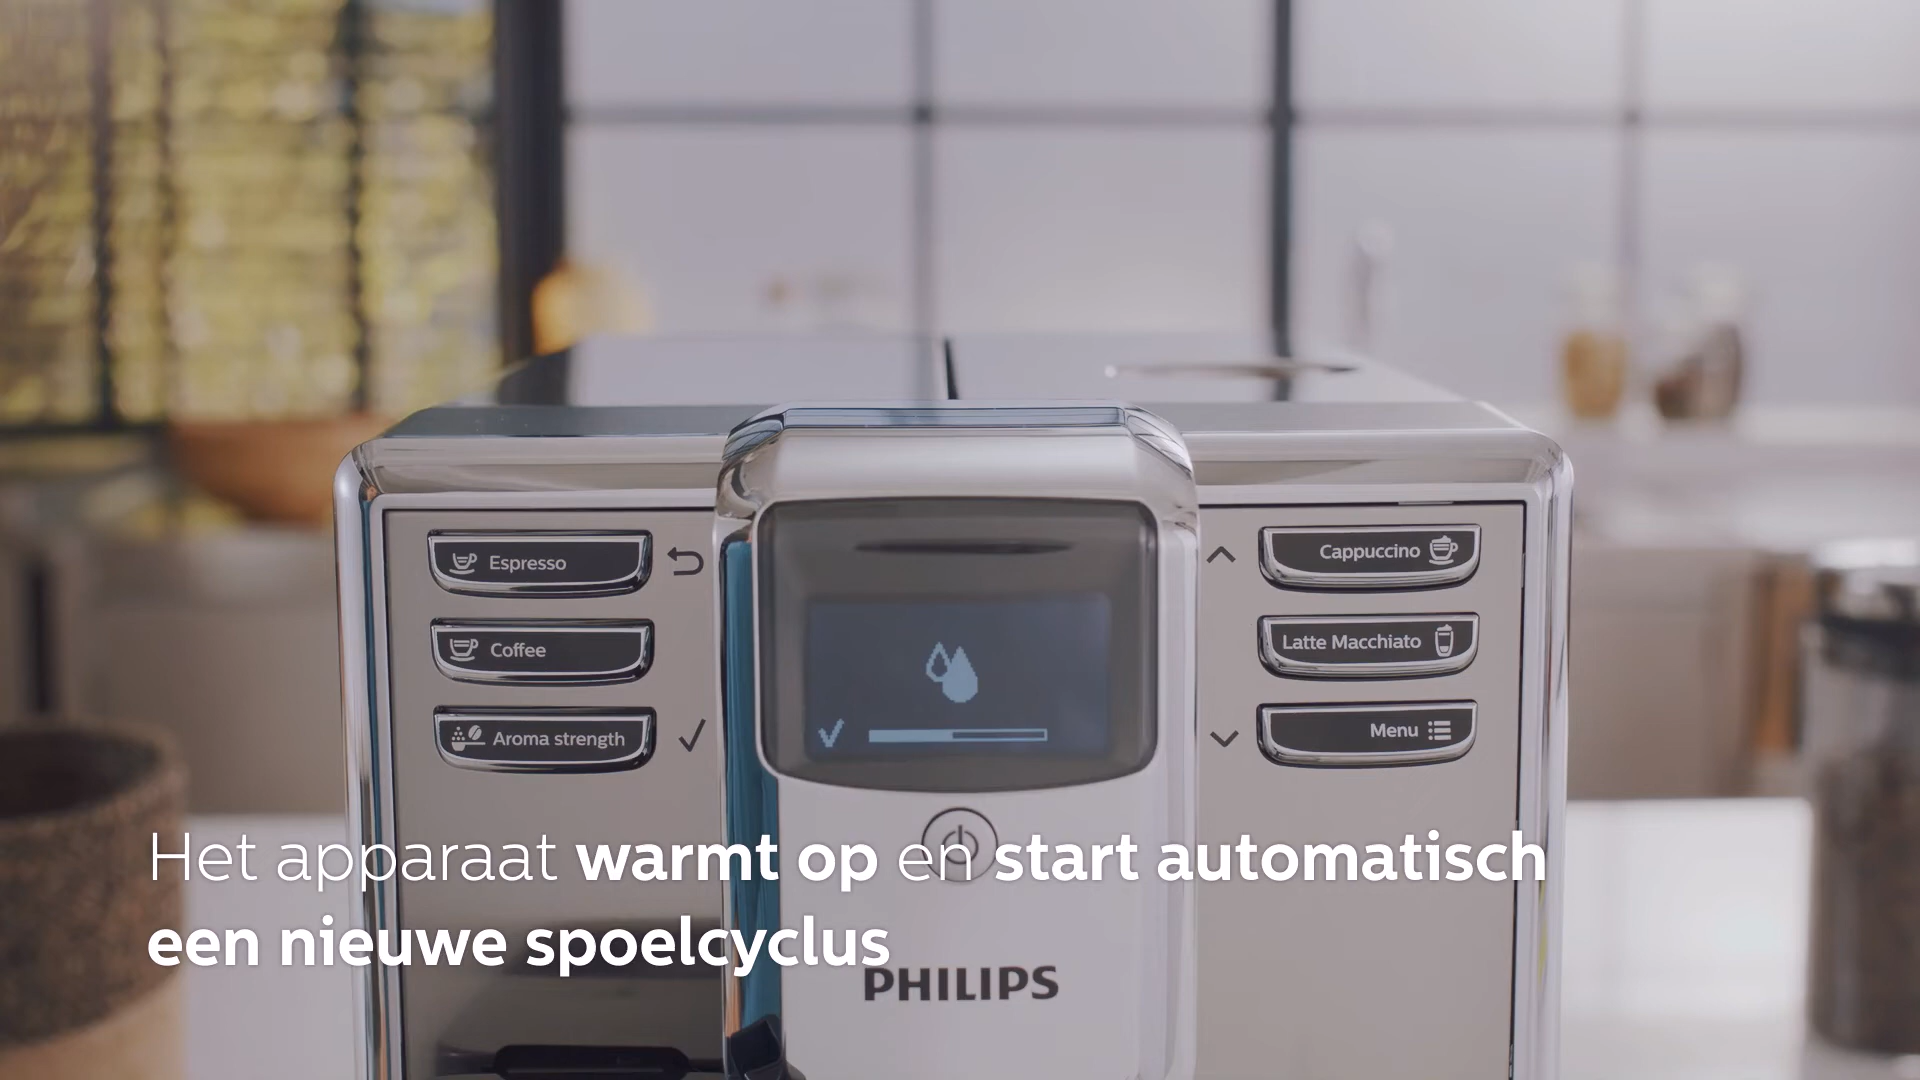 Espresso
Coffee
Aroma strength
Cappuccino
Latte Macchiato
Menu
Het apparaat warmt op en start automatisch
een nieuwe spoelcyclus
PHILIPS